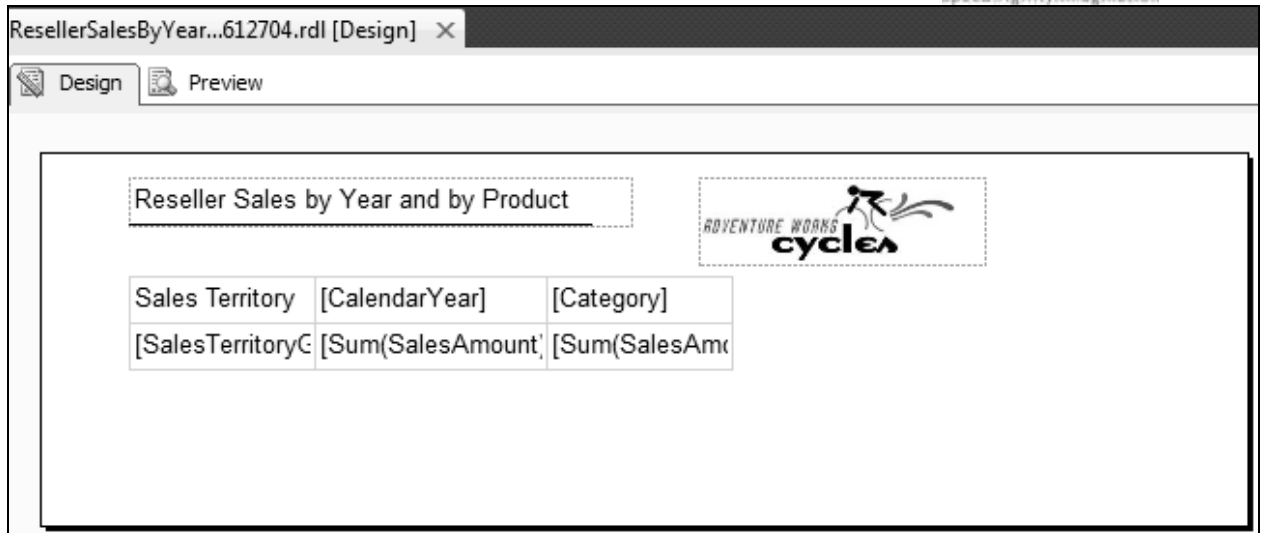 ResellerSalesByYear...612704.rdl [Design]
Design Preview
Reseller Sales by Year and by Product
ADVENTURE WORKS
cycles
Sales Territory [CalendarYear] [Category]
[SalesTerritoryG [Sum(SalesAmount) [Sum(SalesAmo